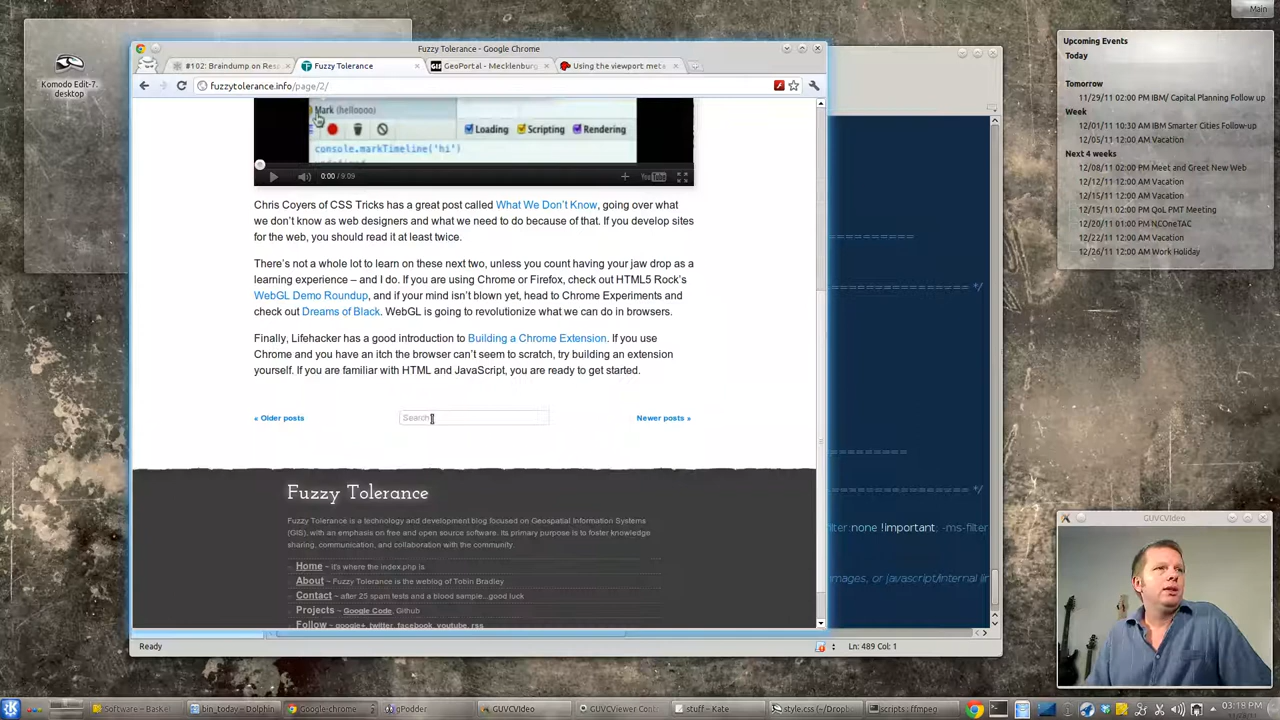 Main
Komodo Edit-7.
desktop
Fuzzy Tolerance - Google Chrome
#102: Braindump on Res
Fuzzy Tolerance
GeoPortal - Mecklenburg
Using the viewport meta
fuzzytolerance.info/page/2/
Mark (helloooo)
Loading
Scripting
Rendering
console.markTimeline('hi')
undefined
0:00 / 9:09
YouTube
Chris Coyers of CSS Tricks has a great post called What We Don't Know, going over what
we don't know as web designers and what we need to do because of that. If you develop sites
for the web, you should read it at least twice.
There's not a whole lot to learn on these next two, unless you count having your jaw drop as a
learning experience – and I do. If you are using Chrome or Firefox, check out HTML5 Rock's
WebGL Demo Roundup, and if your mind isn't blown yet, head to Chrome Experiments and
check out Dreams of Black. WebGL is going to revolutionize what we can do in browsers.
Finally, Lifehacker has a good introduction to Building a Chrome Extension. If you use
Chrome and you have an itch the browser can't seem to scratch, try building an extension
yourself. If you are familiar with HTML and JavaScript, you are ready to get started.
« Older posts
Search
Newer posts »
Fuzzy Tolerance
Fuzzy Tolerance is a technology and development blog focused on Geospatial Information Systems
(GIS), with an emphasis on free and open source software. Its primary purpose is to foster knowledge
sharing, communication, and collaboration with the community.
Home ~ it's where the index.php is
About ~ Fuzzy Tolerance is the weblog of Tobin Bradley
Contact ~ after 25 spam tests and a blood sample...good luck
Projects ~ Google Code, Github
Follow ~ google+, twitter, facebook, youtube, rss
Ready
Ln: 489 Col: 1
============
================== */
===========
================== */
filter:none !important; -ms-filter
images, or javascript/internal lin
Upcoming Events
Today
Tomorrow
11/29/11 02:00 PM IBM/ Capital Planning Follow up
Week
12/01/11 10:30 AM IBM Smarter Cities Follow-up
12/05/11 12:00 AM Vacation
Next 4 weeks
12/08/11 02:00 PM Meet and Greet New Web
12/12/11 12:00 AM Vacation
12/15/11 12:00 AM Vacation
12/15/11 02:00 PM QoL PMT Meeting
12/20/11 01:00 PM NCOneTAC
12/22/11 12:00 AM Vacation
12/26/11 12:00 AM Work Holiday
GUVCVideo
Software – BasKet
bin_today – Dolphin
Google-chrome
gPodder
GUVCVideo
GUVCViewer Cont
stuff – Kate
style.css (~/Dropb
scripts : ffmpeg
03:18 PM